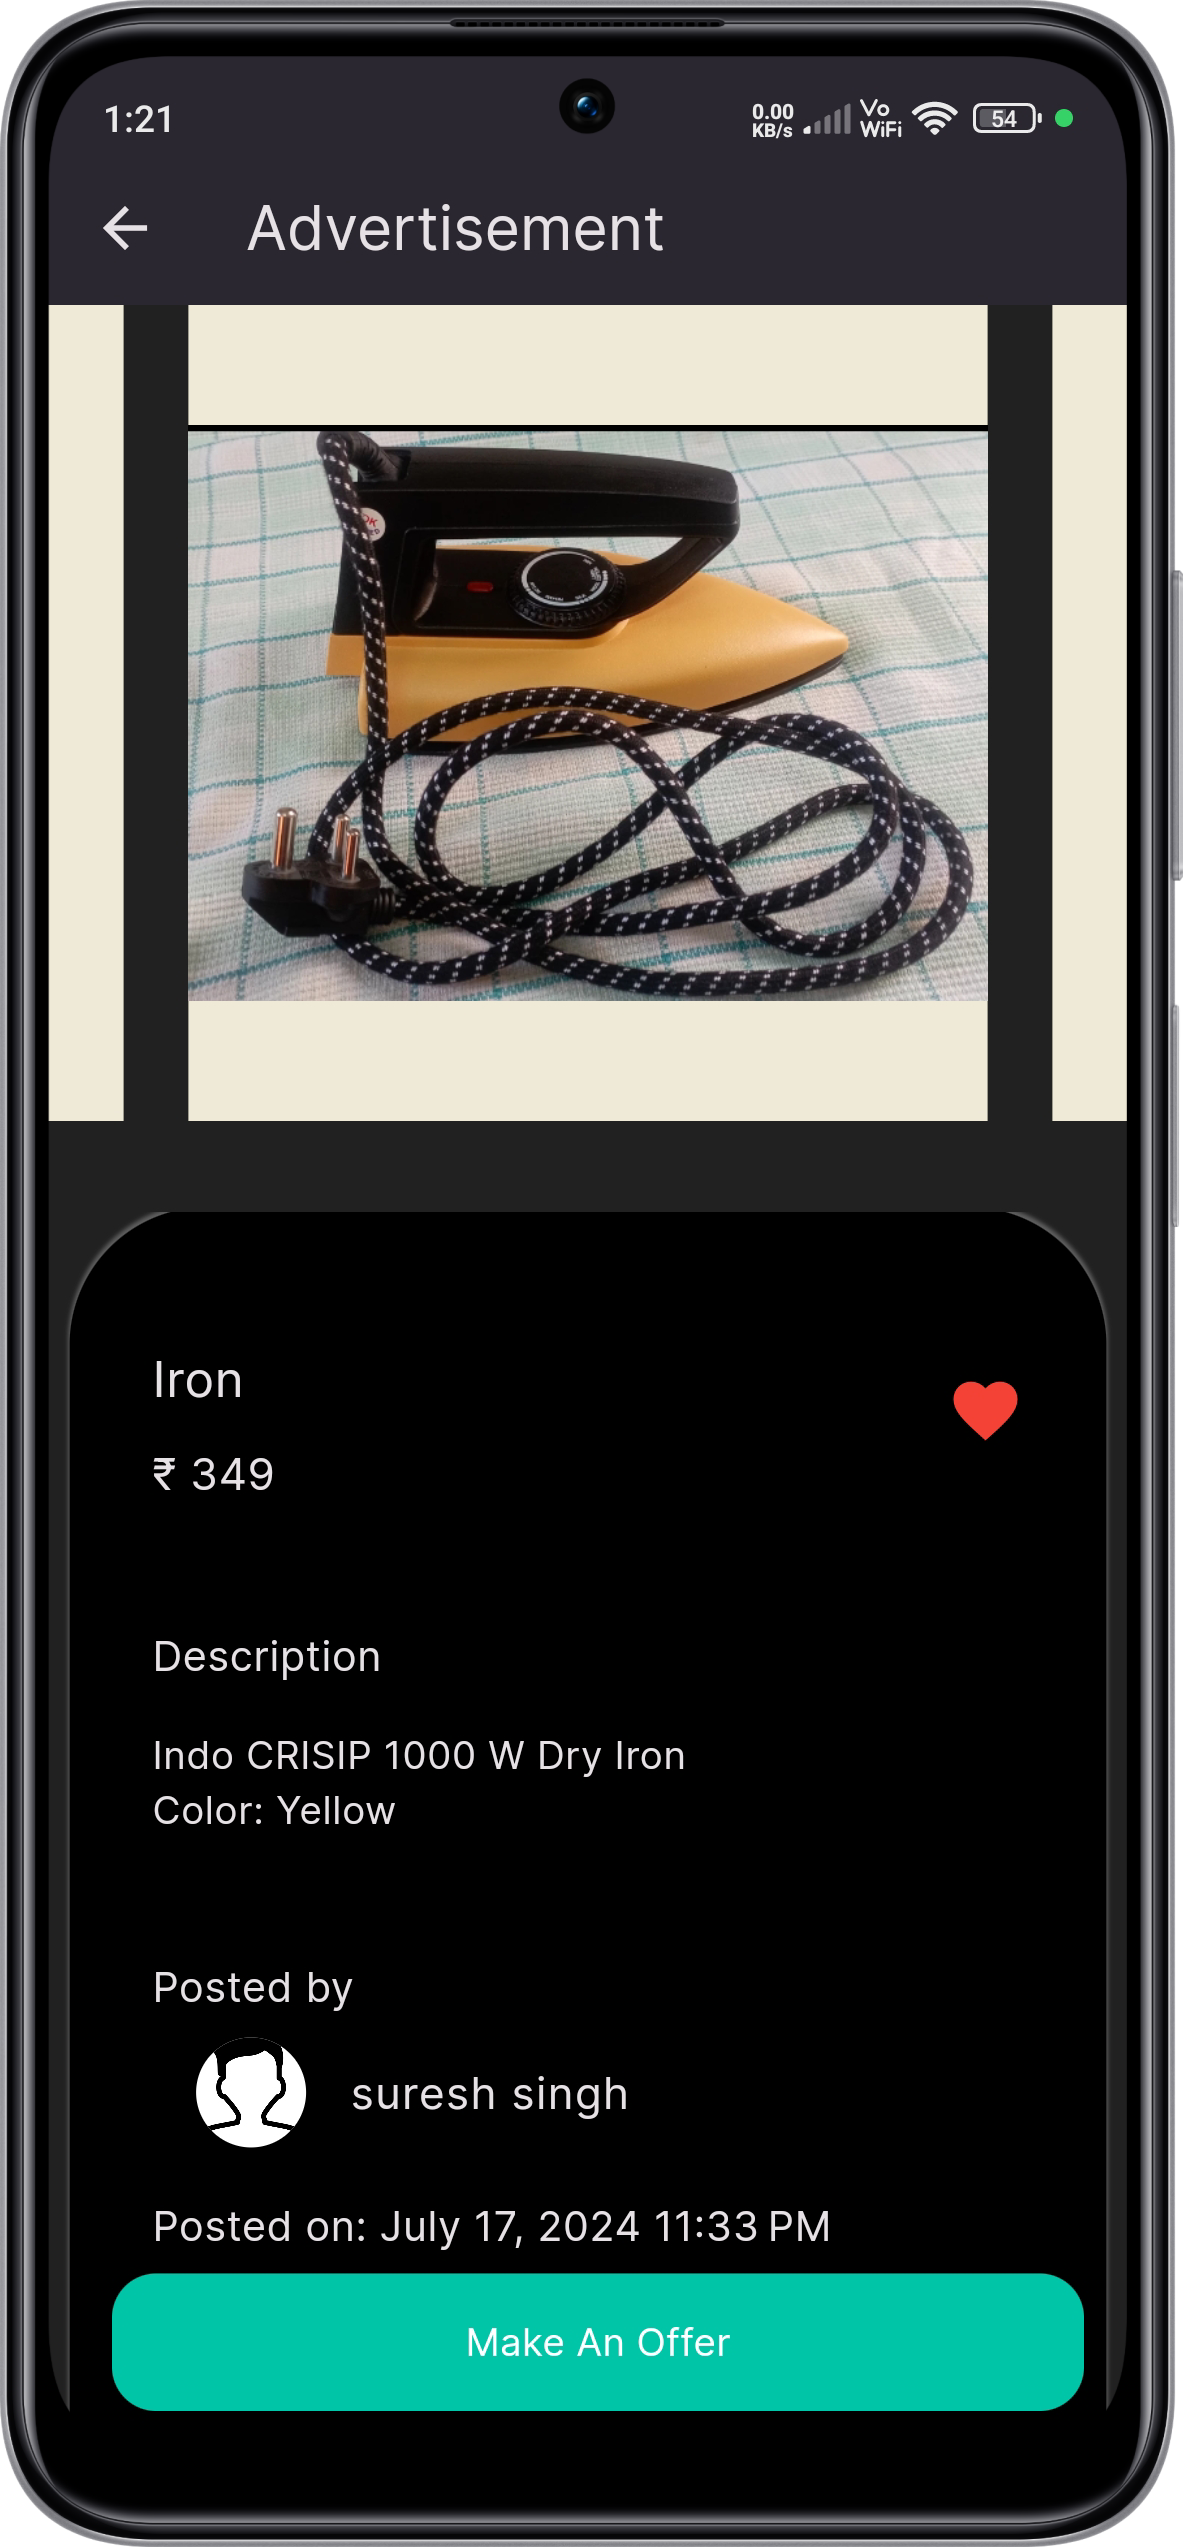 1:21
0.00
KB/s
Vo
WiFi
54
Advertisement
OK
Iron
₹ 349
Description
Indo CRISIP 1000 W Dry Iron
Color: Yellow
Posted by
suresh singh
Posted on: July 17, 2024 11:33 PM
Make An Offer